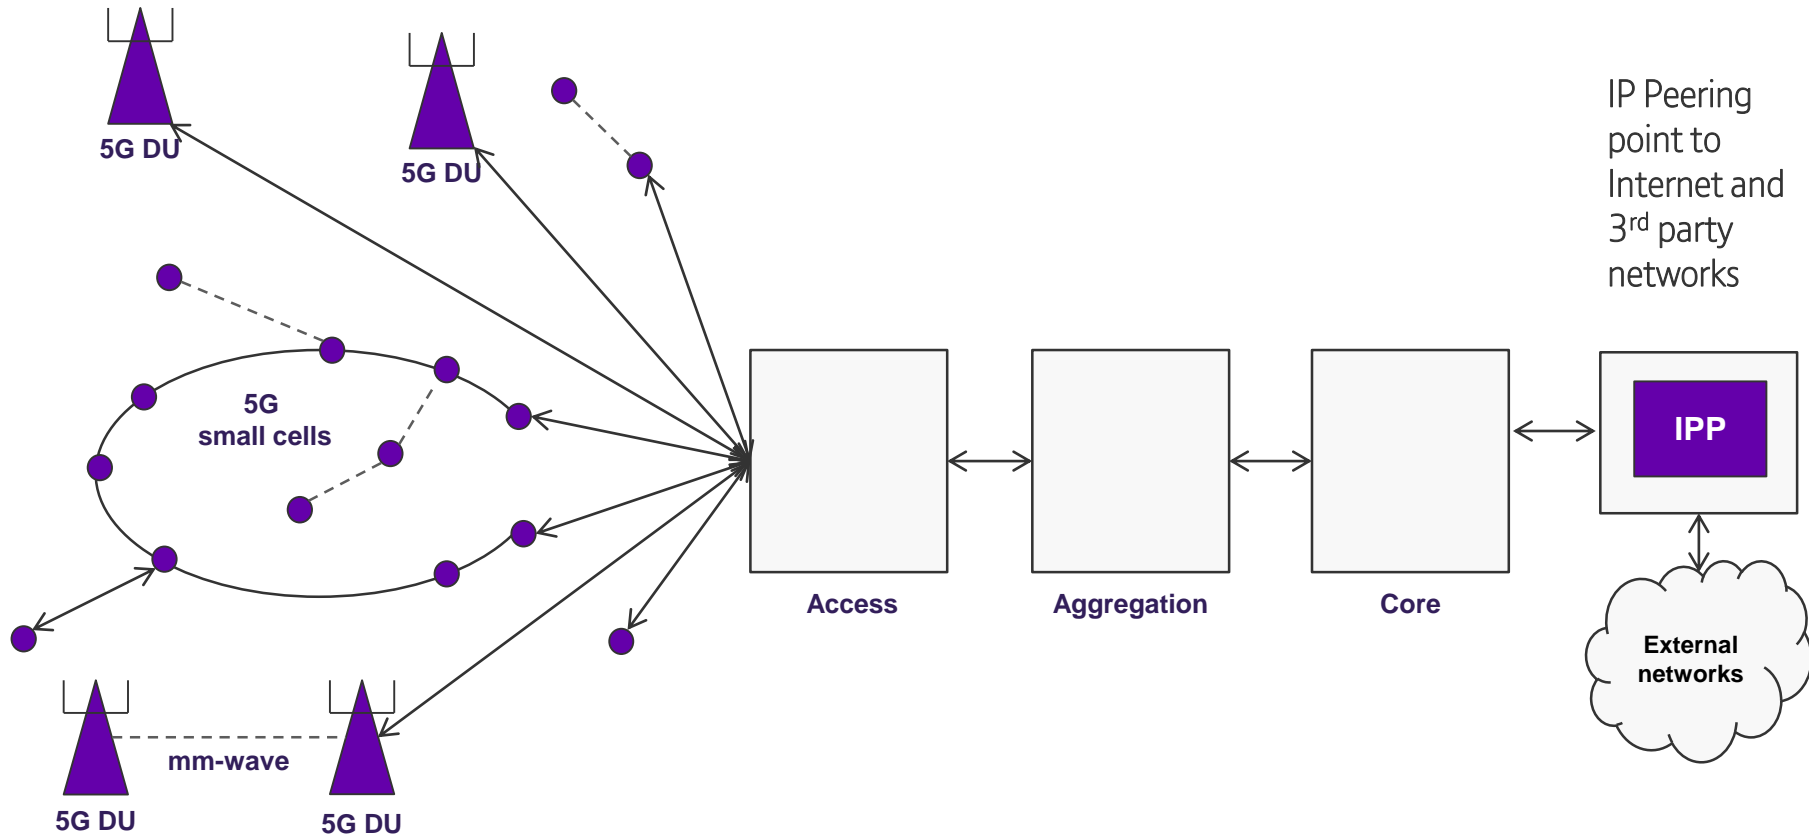 5G DU
5G DU
IP Peering
point to
Internet and
3rd party
networks
5G
small cells
IPP
Access
Aggregation
Core
External
networks
mm-wave
5G DU
5G DU